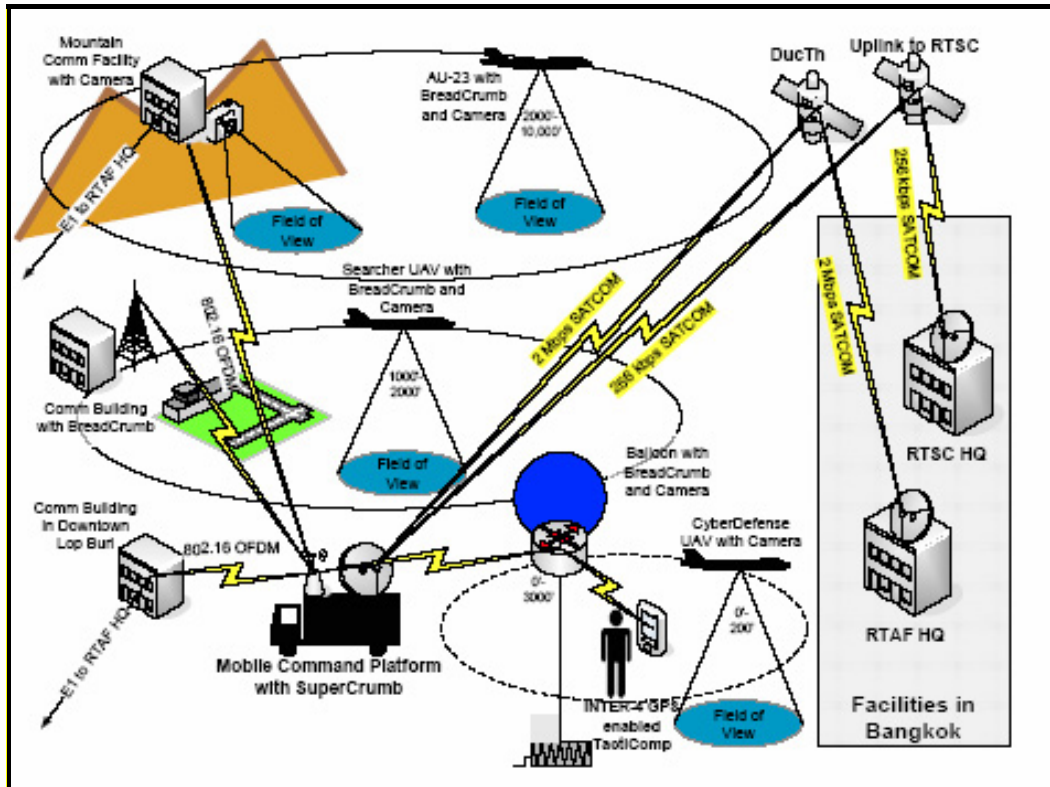 Mountain
Comm Facility
with Camera
E1 to RTAF HQ
AU-23 with
BreadCrumb
and Camera
2000'-
10,000'
Field of
View
Field of
View
DucTh
Uplink to RTSC
256 kbps SATCOM
2 Mbps SATCOM
2 Mbps SATCOM
256 kbps SATCOM
Searcher UAV with
BreadCrumb and
Camera
802.16 OFDM
1000'-
2000'
Field of
View
Comm Building
with BreadCrumb
Balloon with
BreadCrumb
and Camera
RTSC HQ
Comm Building
In Downtown
Lop Buri
802.16 OFDM
E1 to RTAF HQ
CyberDefense
UAV with Camera
0'-
3000'
0'-
200'
Mobile Command Platform
with SuperCrumb
RTAF HQ
INTER-4 GPS
enabled
TactiComp
Field of
View
Facilities in
Bangkok